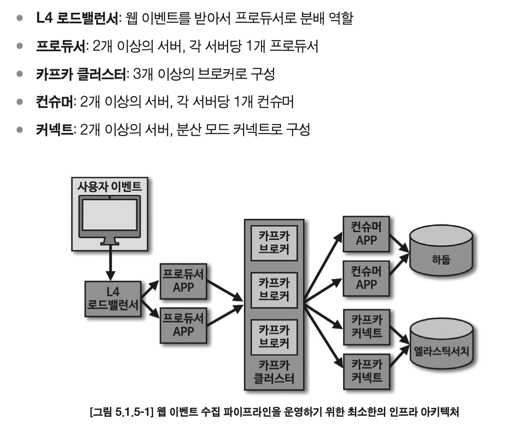 • L4 로드밸런서: 웹 이벤트를 받아서 프로듀서로 분배 역할
• 프로듀서: 2개 이상의 서버, 각 서버당 1개 프로듀서
• 카프카 클러스터: 3개 이상의 브로커로 구성
• 컨슈머: 2개 이상의 서버, 각 서버당 1개 컨슈머
• 커넥트: 2개 이상의 서버, 분산 모드 커넥트로 구성
사용자 이벤트
L4
로드밸런서
프로듀서
APP
프로듀서
APP
카프카
브로커
카프카
브로커
카프카
브로커
카프카
클러스터
컨슈머
APP
컨슈머
APP
카프카
커넥트
카프카
커넥트
하둡
엘라스틱서치
[그림 5.1.5-1] 웹 이벤트 수집 파이프라인을 운영하기 위한 최소한의 인프라 아키텍처